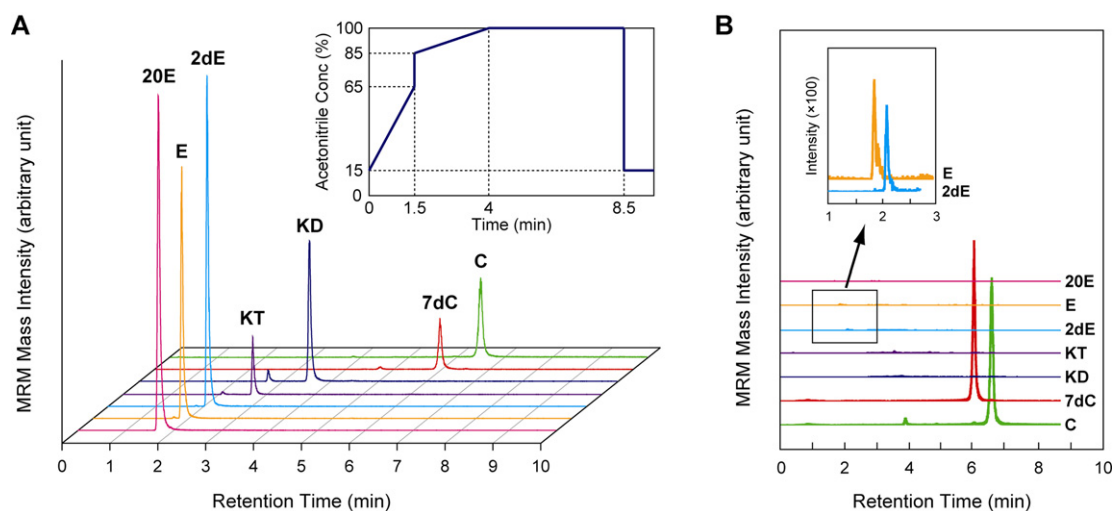 A
MRM Mass Intensity (arbitrary unit)
20E
E
2dE
KT
KD
7dC
C
0 1 2 3 4 5 6 7 8 9 10
Retention Time (min)
Acetonitrile Conc (%)
100
85
65
15
0
0 1.5 4 8.5
Time (min)
B
MRM Mass Intensity (arbitrary unit)
Intensity (×100)
E
2dE
1 2 3
20E
E
2dE
KT
KD
7dC
C
0 2 4 6 8 10
Retention Time (min)